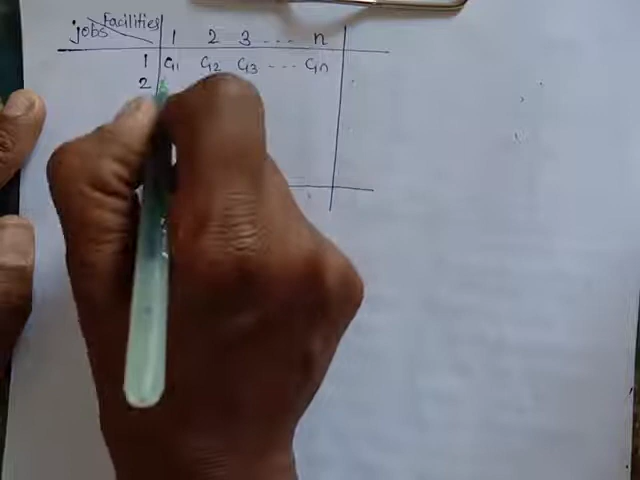 Facilities
jobs 1 2 3 ... n
1 C11 C12 C13 --- C1n
2